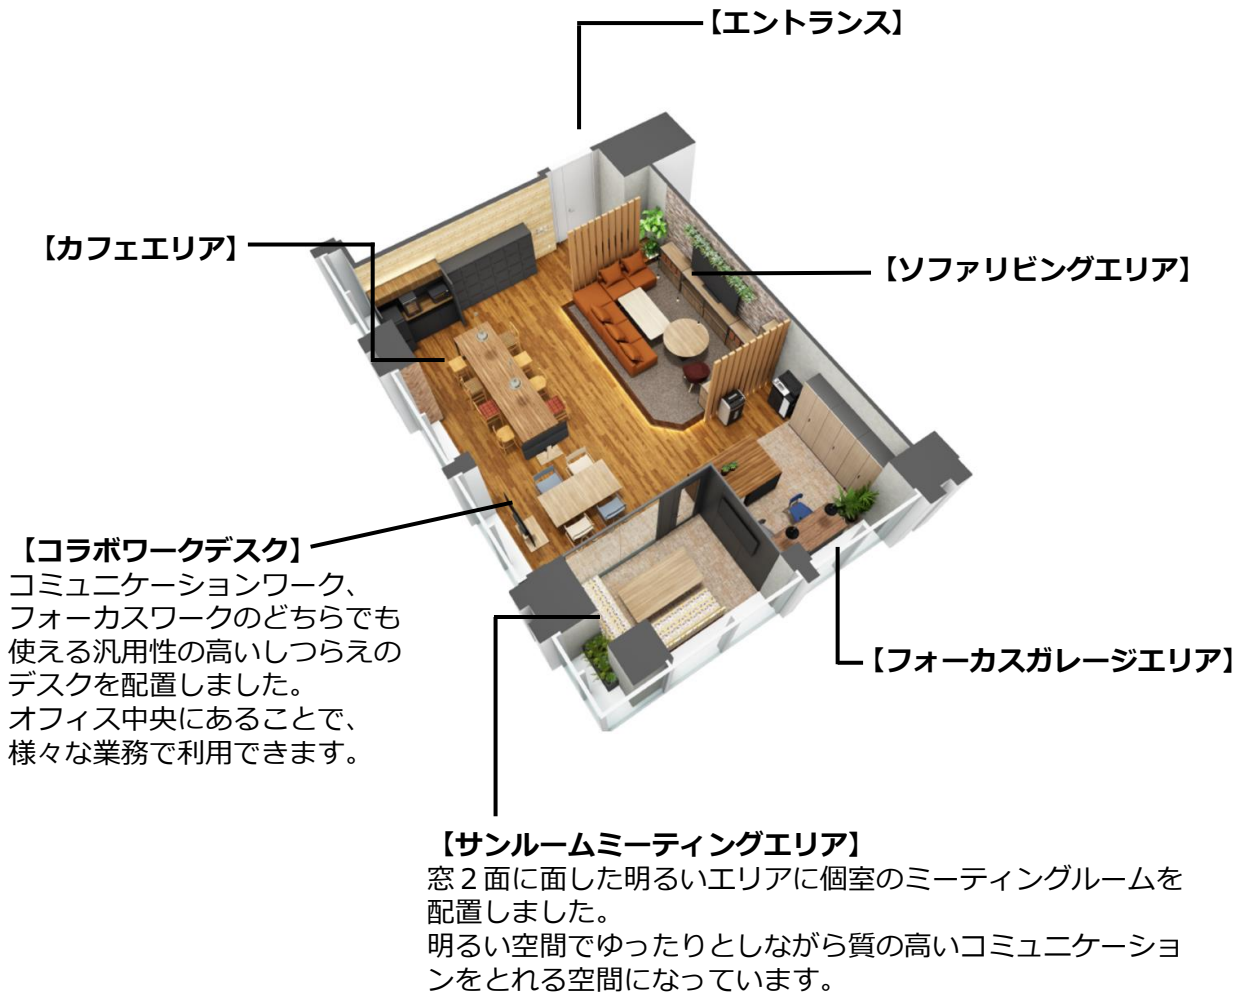 【エントランス】
【カフェエリア】
【ソファリビングエリア】
【コラボワークデスク】
コミュニケーションワーク、
フォーカスワークのどちらでも
使える汎用性の高いしつらえの
デスクを配置しました。
オフィス中央にあることで、
様々な業務で利用できます。
【フォーカスガレージエリア】
【サンルームミーティングエリア】
窓２面に面した明るいエリアに個室のミーティングルームを
配置しました。
明るい空間でゆったりとしながら質の高いコミュニケーショ
ンをとれる空間になっています。